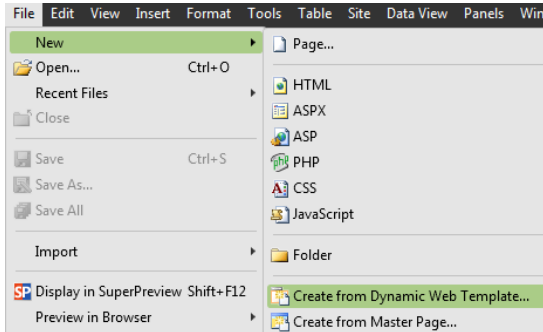 File Edit View Insert Format Tools Table Site Data View Panels Win
New
Open... Ctrl+O
Recent Files
Close
Save Ctrl+S
Save As...
Save All
Import
SP Display in SuperPreview Shift+F12
Preview in Browser
Page...
HTML
ASPX
ASP
PHP
CSS
JavaScript
Folder
Create from Dynamic Web Template...
Create from Master Page...